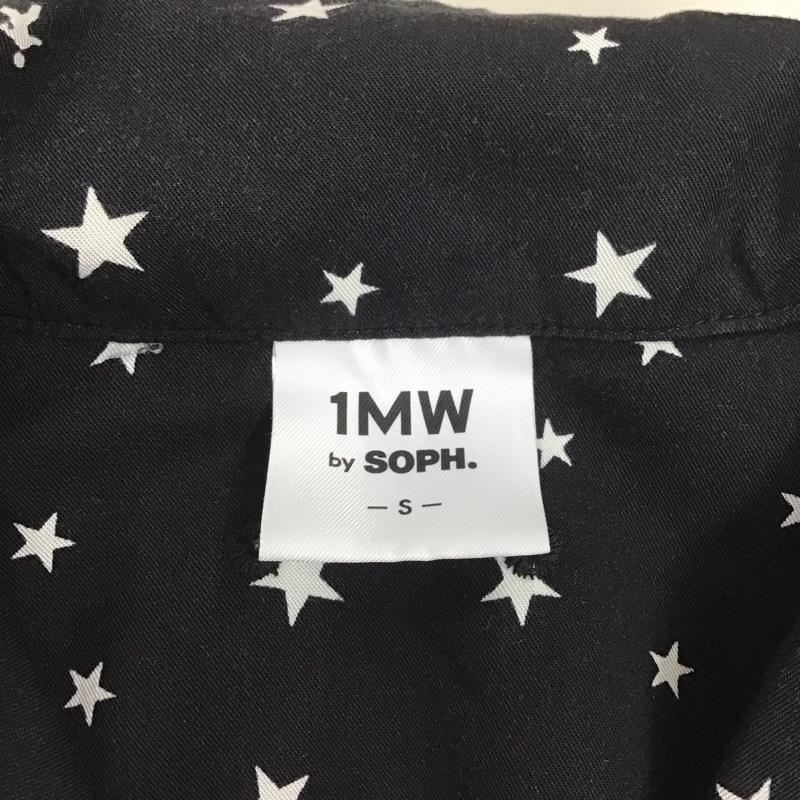 1MW
by SOPH.
— S —